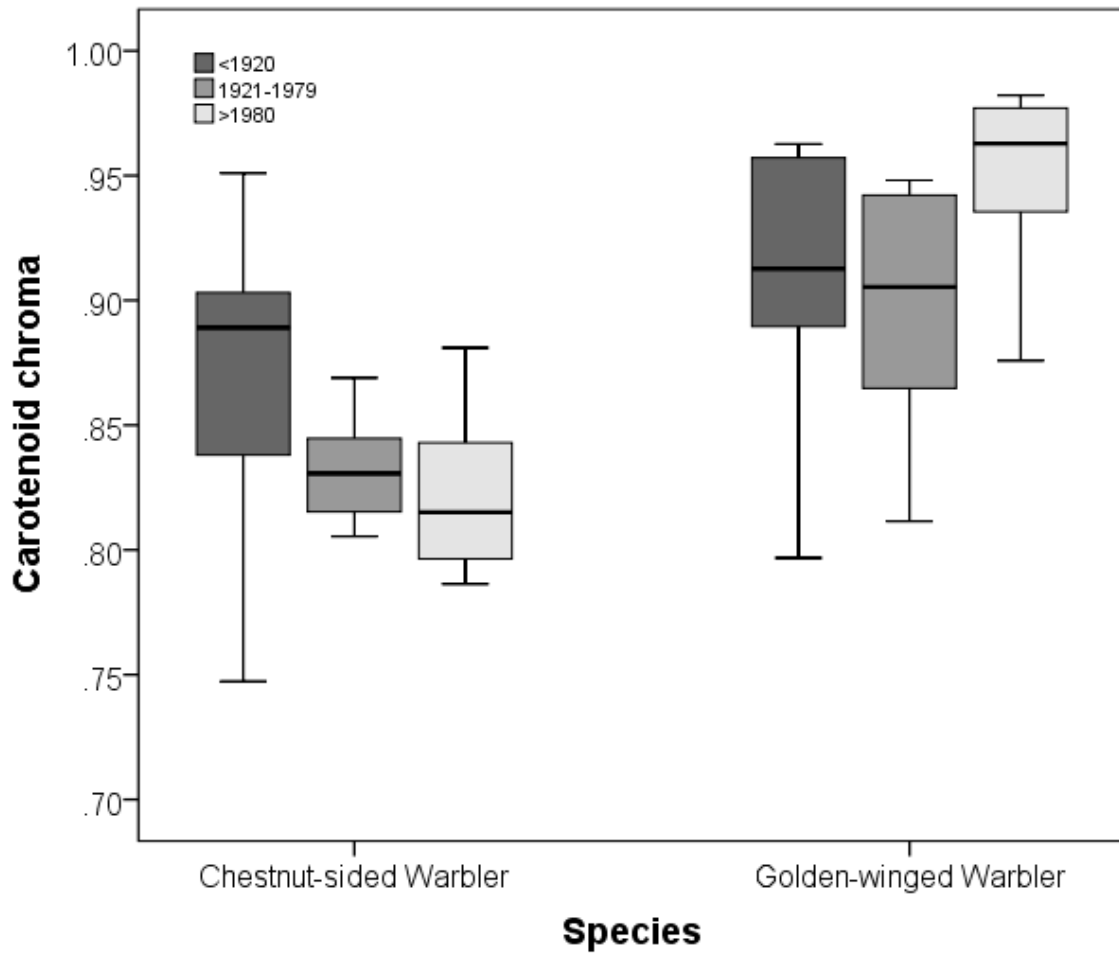 <1920
1921-1979
>1980
1.00
.95
.90
.85
.80
.75
.70
Carotenoid chroma
Chestnut-sided Warbler
Golden-winged Warbler
Species